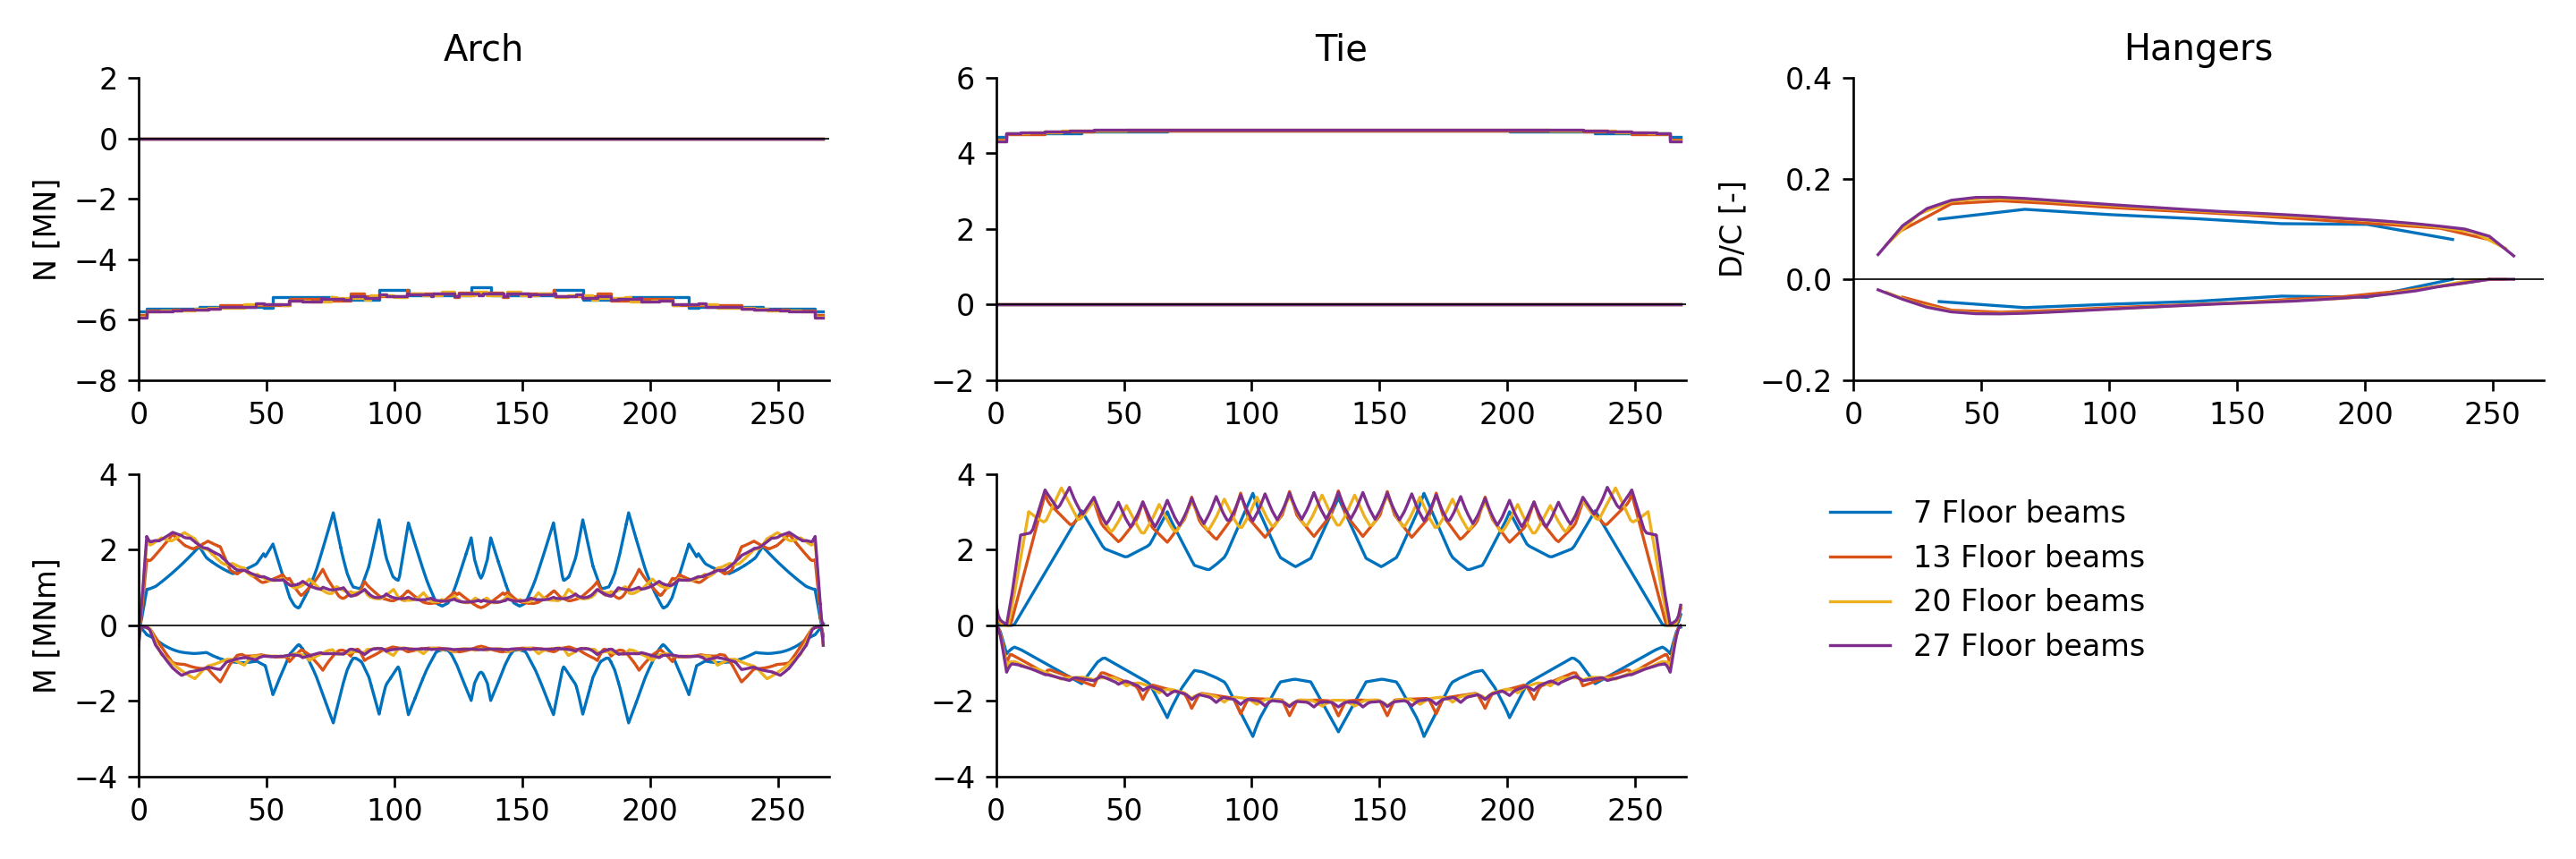 Arch
Tie
Hangers
N [MN]
2
0
−2
−4
−6
−8
0 50 100 150 200 250
6
4
2
0
−2
0 50 100 150 200 250
D/C [-]
0.4
0.2
0.0
−0.2
0 50 100 150 200 250
M [MNm]
4
2
0
−2
−4
0 50 100 150 200 250
4
2
0
−2
−4
0 50 100 150 200 250
7 Floor beams
13 Floor beams
20 Floor beams
27 Floor beams